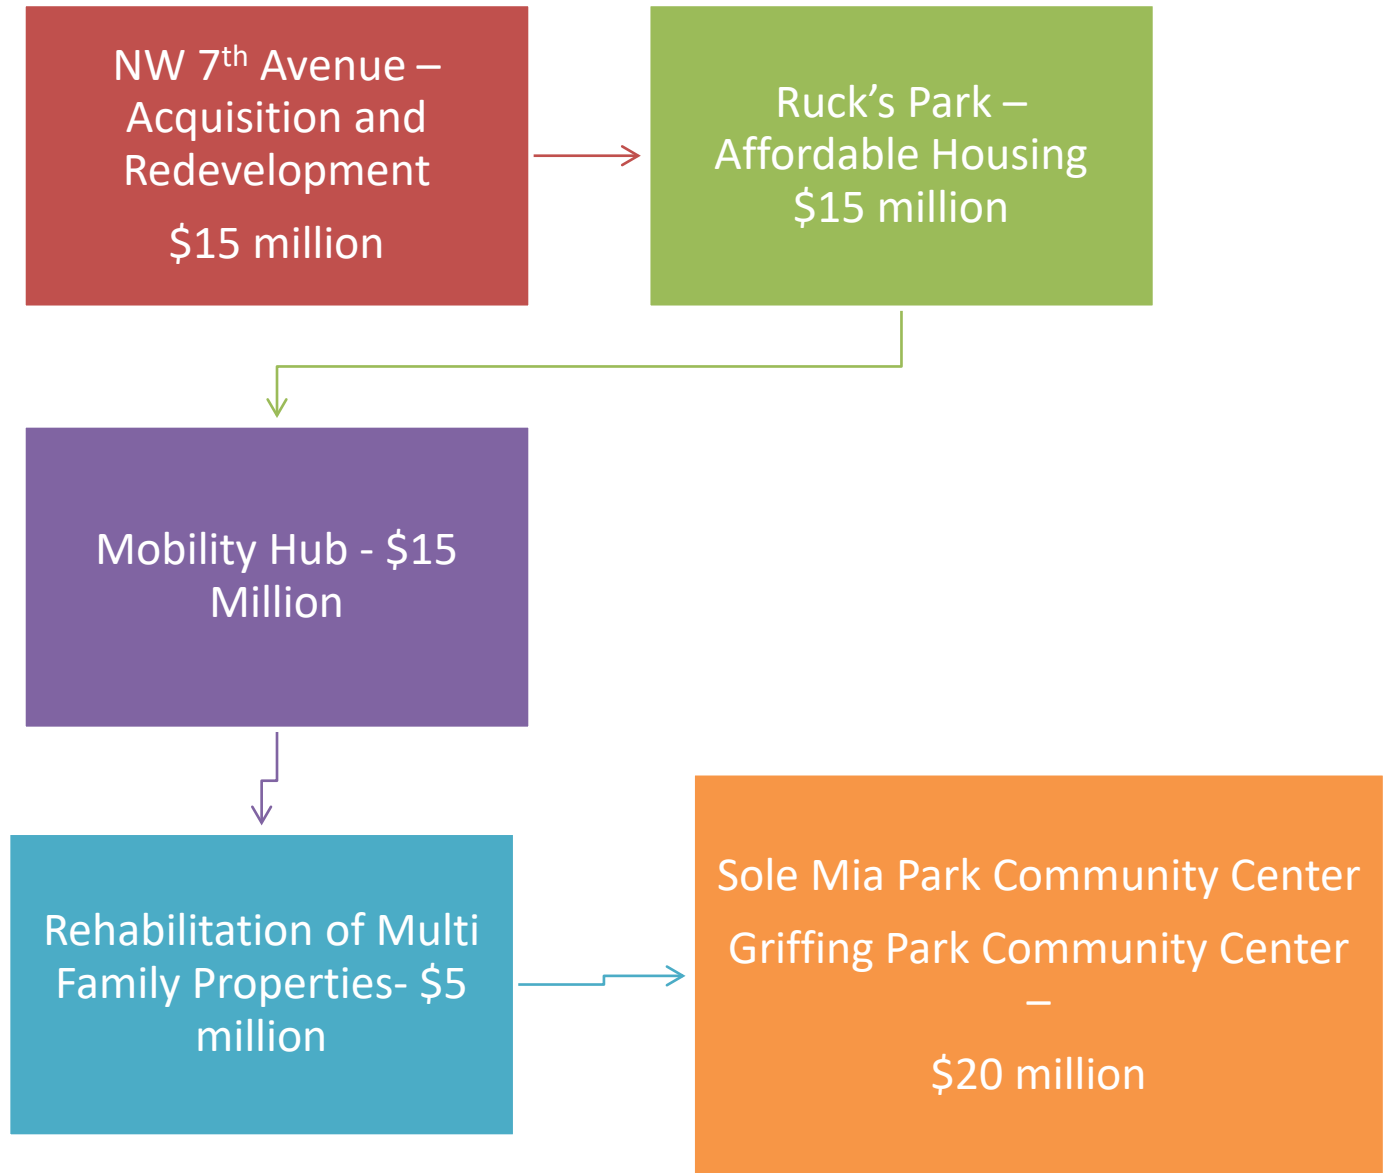 NW 7th Avenue –
Acquisition and
Redevelopment
$15 million
Ruck’s Park –
Affordable Housing
$15 million
Mobility Hub - $15
Million
Rehabilitation of Multi
Family Properties- $5
million
Sole Mia Park Community Center
Griffing Park Community Center
–
$20 million